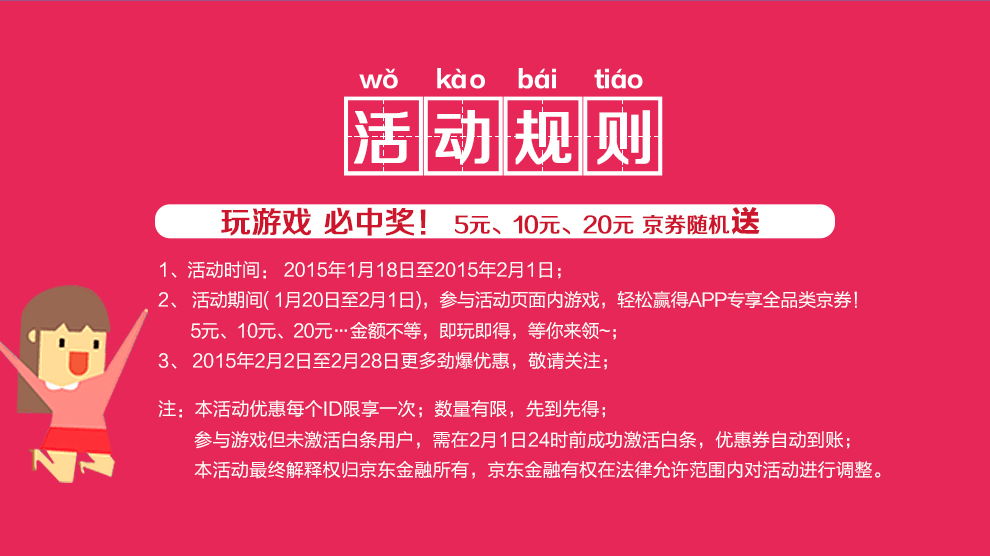 wǒ kào bái tiáo
活动规则
玩游戏 必中奖! 5元、10元、20元 京券随机送
1、活动时间：2015年1月18日至2015年2月1日；
2、活动期间( 1月20日至2月1日)，参与活动页面内游戏，轻松赢得APP专享全品类京券!
5元、10元、20元…金额不等，即玩即得，等你来领~；
3、2015年2月2日至2月28日更多劲爆优惠，敬请关注；
注：本活动优惠每个ID限享一次；数量有限，先到先得；
参与游戏但未激活白条用户，需在2月1日24时前成功激活白条，优惠券自动到账；
本活动最终解释权归京东金融所有，京东金融有权在法律允许范围内对活动进行调整。